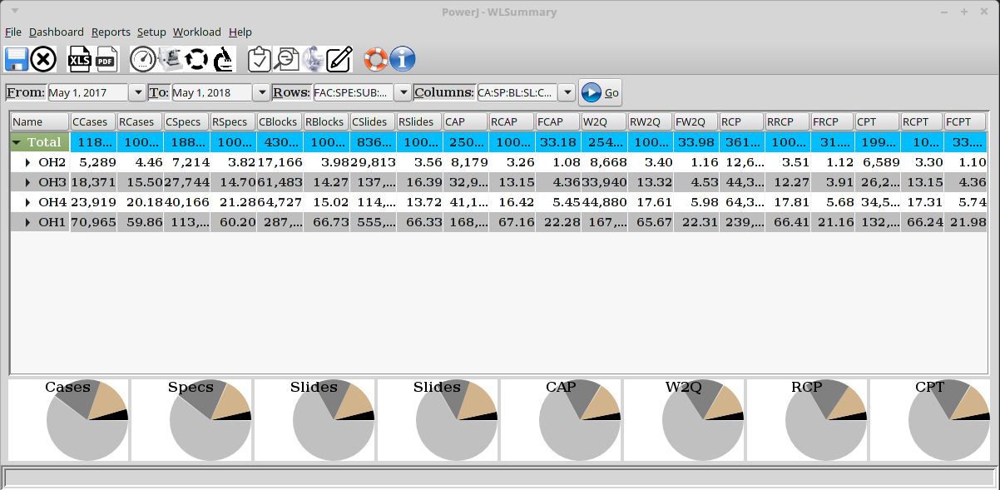 PowerJ - WLSummary
File Dashboard Reports Setup Workload Help
XLS PDF
From: May 1, 2017 To: May 1, 2018 Rows: FAC:SPE:SUB:... Columns: CA:SP:BL:SL:C... Go
Name CCases RCases CSpecs RSpecs CBlocks RBlocks CSlides RSlides CAP RCAP FCAP W2Q RW2Q FW2Q RCP RRCP FRCP CPT RCPT FCPT
Total 118... 100... 188... 100... 430... 100... 836... 100... 250... 100... 33.18 254... 100... 33.98 361... 100... 31.... 199... 10... 33....
OH2 5,289 4.46 7,214 3.82 17,166 3.98 29,813 3.56 8,179 3.26 1.08 8,668 3.40 1.16 12,6... 3.51 1.12 6,589 3.30 1.10
OH3 18,371 15.50 27,744 14.70 61,483 14.27 137,... 16.39 32,9... 13.15 4.36 33,940 13.32 4.53 44,3... 12.27 3.91 26,2... 13.15 4.36
OH4 23,919 20.18 40,166 21.28 64,727 15.02 114,... 13.72 41,1... 16.42 5.45 44,880 17.61 5.98 64,3... 17.81 5.68 34,5... 17.31 5.74
OH1 70,965 59.86 113,... 60.20 287,... 66.73 555,... 66.33 168,... 67.16 22.28 167,... 65.67 22.31 239,... 66.41 21.16 132,... 66.24 21.98
Cases Specs Slides Slides CAP W2Q RCP CPT